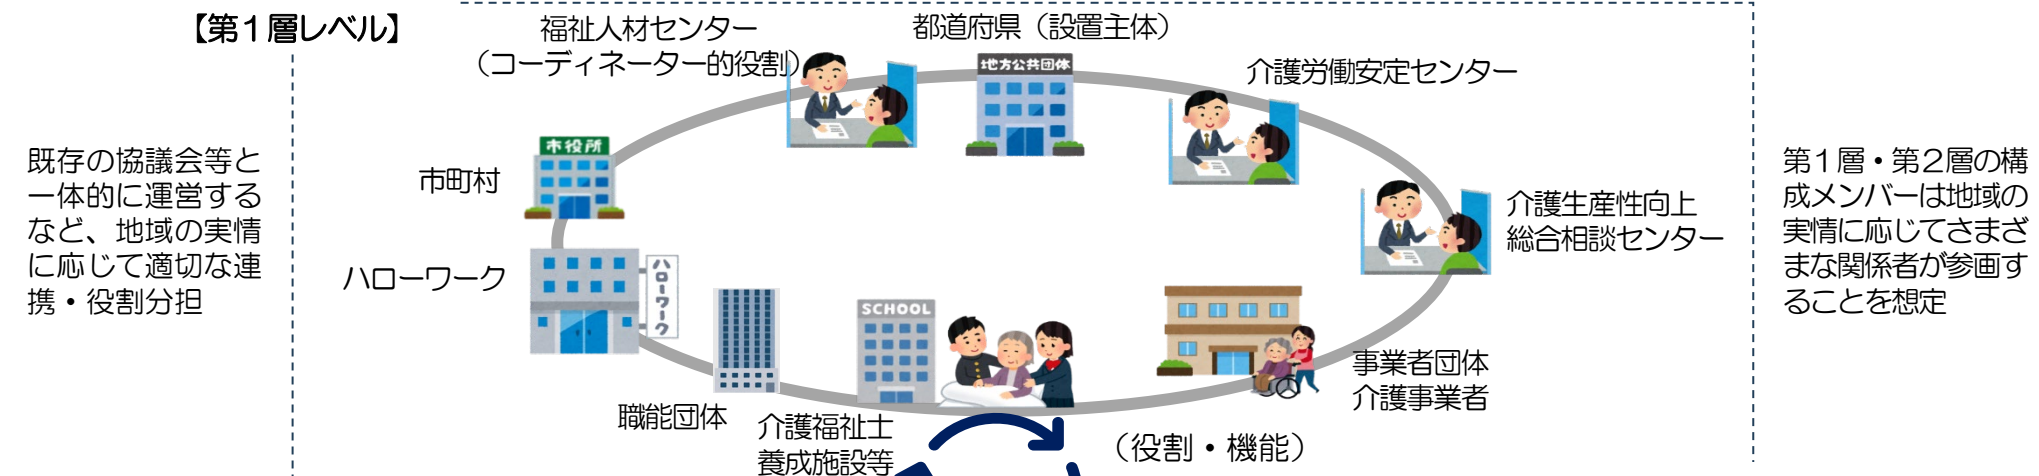 【第1層レベル】
福祉人材センター
（コーディネーター的役割）
都道府県（設置主体）
地方公共団体
介護労働安定センター
市役所
市町村
既存の協議会等と
一体的に運営する
など、地域の実情
に応じて適切な連
携・役割分担
第1層・第2層の構
成メンバーは地域の
実情に応じてさまざ
まな関係者が参画す
ることを想定
介護生産性向上
総合相談センター
ハローワーク
ハローワーク
SCHOOL
事業者団体
介護事業者
職能団体
介護福祉士
養成施設等
（役割・機能）